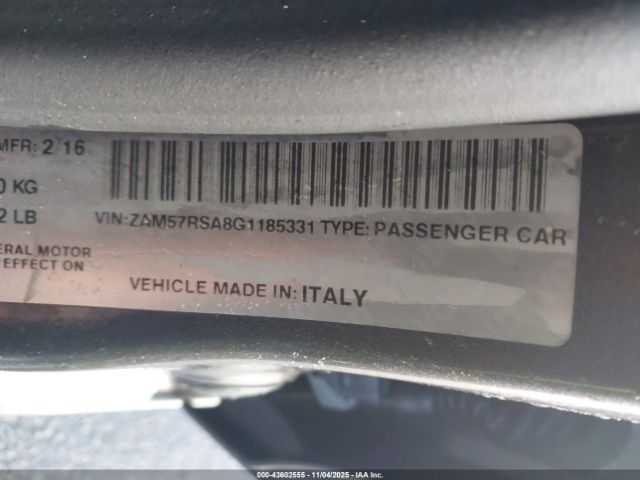 MFR: 2/16
0 KG
2 LB
VIN: ZAM57RSA8G1185331 TYPE: PASSENGER CAR
ERAL MOTOR
EFFECT ON
VEHICLE MADE IN: ITALY
000-43602555 - 11/04/2025 - IAA Inc.